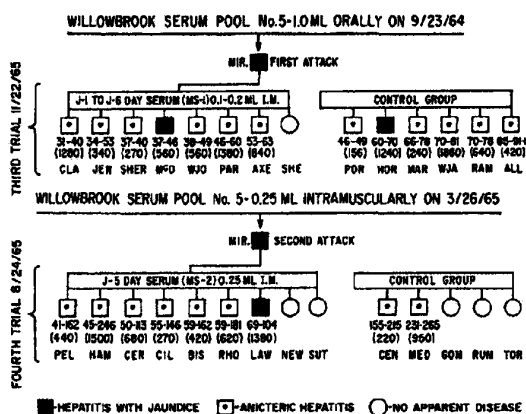 WILLOWBROOK SERUM POOL No.5-1.0 ML ORALLY ON 9/23/64
MIR. FIRST ATTACK
THIRD TRIAL 11/22/65
J-1 TO J-6 DAY SERUM (MS-1) 0.1-0.2 ML I.M.
CONTROL GROUP
31-40 34-53 37-40 37-46 38-49 46-60 53-63
(1280) (340) (270) (560) (560) (1380) (840)
CLA JEN SHER WJO PAR AXE SHE
46-49 60-70 66-78 70-81 70-78
(156) (1240) (240) (1860) (640) (420)
POR MOR MAR WJA RAM ALL
WILLOWBROOK SERUM POOL No. 5-0.25 ML INTRAMUSCULARLY ON 3/26/65
MIR. SECOND ATTACK
FOURTH TRIAL 8/24/65
J-5 DAY SERUM (MS-2) 0.25 ML I.M.
CONTROL GROUP
41-162 45-246 50-113 55-146 59-162 59-181 69-104
(440) (1500) (680) (270) (420) (620) (1380)
PEL HAM CER CIL BIS RHO LAW NEW SUT
155-215 231-265
(220) (950)
CEN MED GOM RUM TOR
-HEPATITIS WITH JAUNDICE -ANICTERIC HEPATITIS -NO APPARENT DISEASE